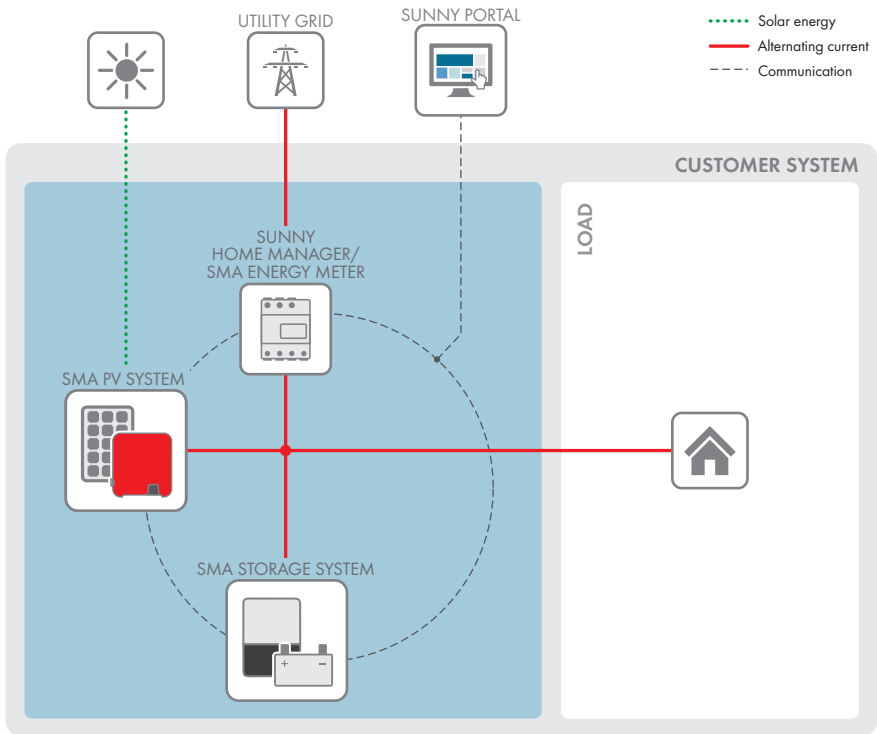 UTILITY GRID
SUNNY PORTAL
Solar energy
Alternating current
Communication
CUSTOMER SYSTEM
LOAD
SUNNY
HOME MANAGER/
SMA ENERGY METER
SMA PV SYSTEM
SMA STORAGE SYSTEM
+ −